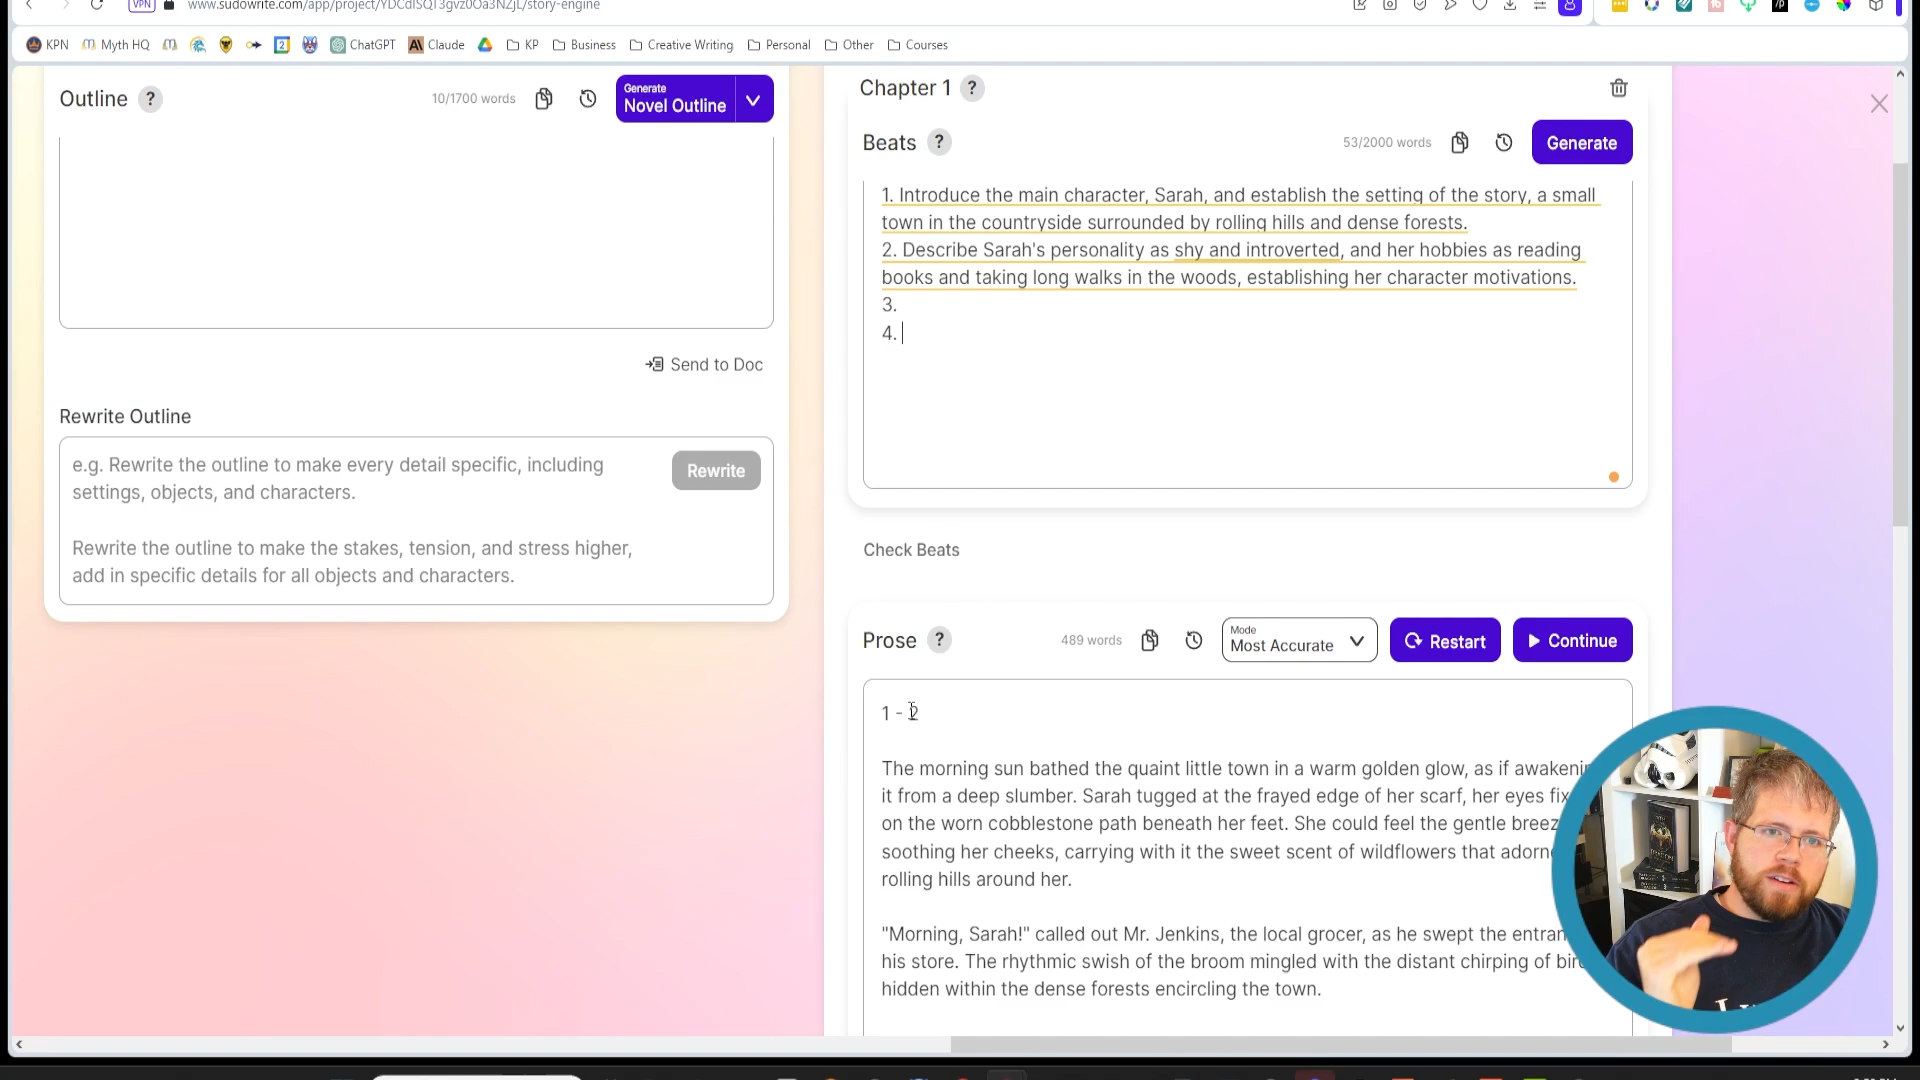 VPN
www.sudowrite.com/app/project/YDCdISQT3gvz0Oa3NZjL/story-engine
KPN
Myth HQ
2
ChatGPT
Claude
KP
Business
Creative Writing
Personal
Other
Courses
Outline ?
10/1700 words
Generate
Novel Outline
Send to Doc
Rewrite Outline
e.g. Rewrite the outline to make every detail specific, including
settings, objects, and characters.
Rewrite the outline to make the stakes, tension, and stress higher,
add in specific details for all objects and characters.
Rewrite
Chapter 1 ?
Beats ?
53/2000 words
Generate
1. Introduce the main character, Sarah, and establish the setting of the story, a small
town in the countryside surrounded by rolling hills and dense forests.
2. Describe Sarah's personality as shy and introverted, and her hobbies as reading
books and taking long walks in the woods, establishing her character motivations.
3.
4.
Check Beats
Prose ?
489 words
Mode
Most Accurate
Restart
Continue
1 - 2
The morning sun bathed the quaint little town in a warm golden glow, as if awakenin
it from a deep slumber. Sarah tugged at the frayed edge of her scarf, her eyes fix
on the worn cobblestone path beneath her feet. She could feel the gentle breez
soothing her cheeks, carrying with it the sweet scent of wildflowers that adorne
rolling hills around her.
"Morning, Sarah!" called out Mr. Jenkins, the local grocer, as he swept the entran
his store. The rhythmic swish of the broom mingled with the distant chirping of bir
hidden within the dense forests encircling the town.